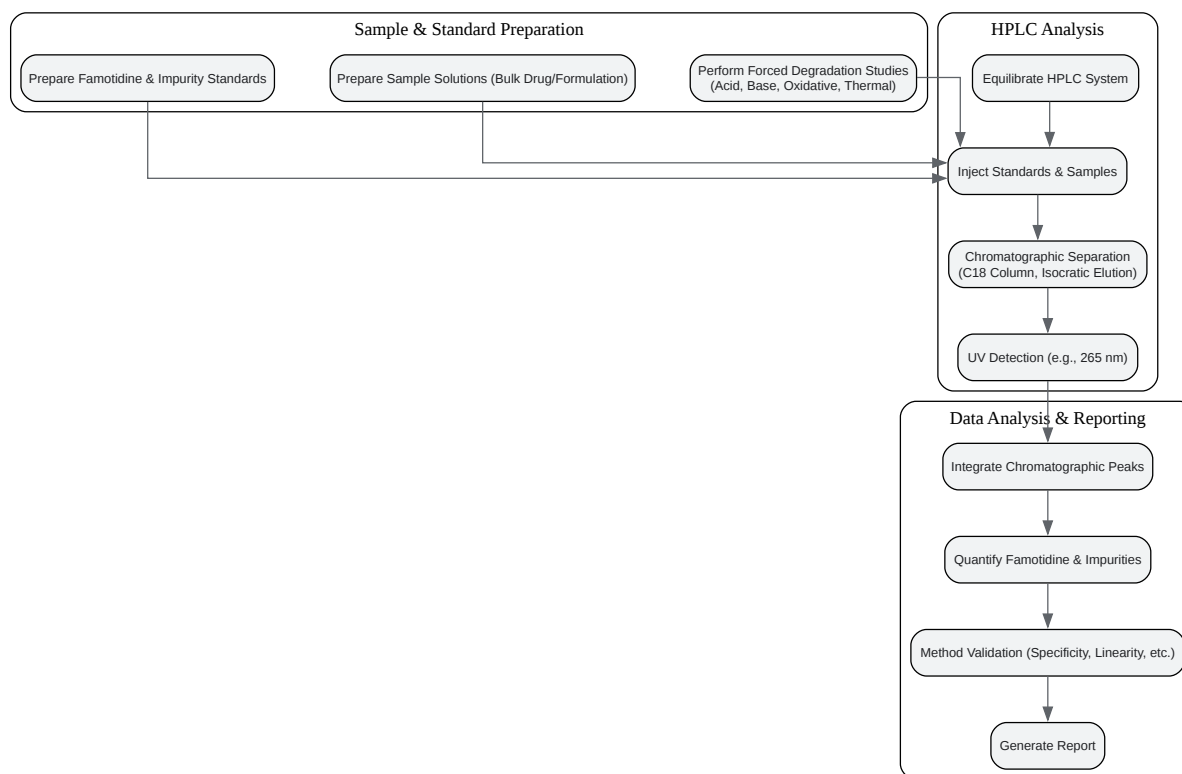 Sample & Standard Preparation
Prepare Famotidine & Impurity Standards
Prepare Sample Solutions (Bulk Drug/Formulation)
Perform Forced Degradation Studies
(Acid, Base, Oxidative, Thermal)
HPLC Analysis
Equilibrate HPLC System
Inject Standards & Samples
Chromatographic Separation
(C18 Column, Isocratic Elution)
UV Detection (e.g., 265 nm)
Data Analysis & Reporting
Integrate Chromatographic Peaks
Quantify Famotidine & Impurities
Method Validation (Specificity, Linearity, etc.)
Generate Report